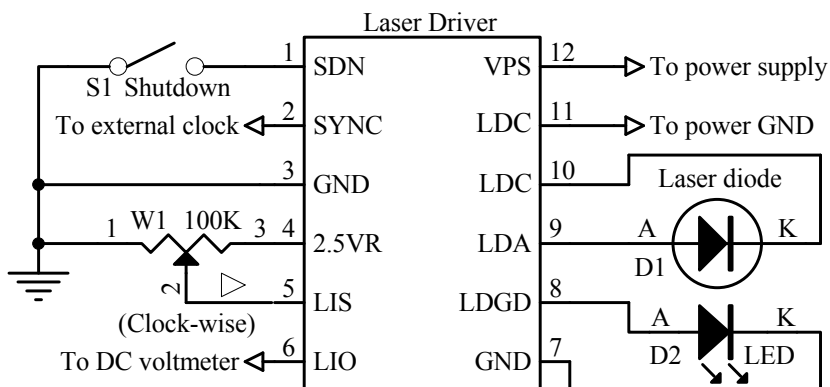 Laser Driver
1 SDN VPS 12 To power supply
S1 Shutdown
To external clock 2 SYNC LDC 11 To power GND
3 GND LDC 10
Laser diode
1 W1 100K 3 4 2.5VR LDA 9 A K
D1
2 5 LIS LDGD 8
(Clock-wise) A K
To DC voltmeter 6 LIO GND 7 D2 LED